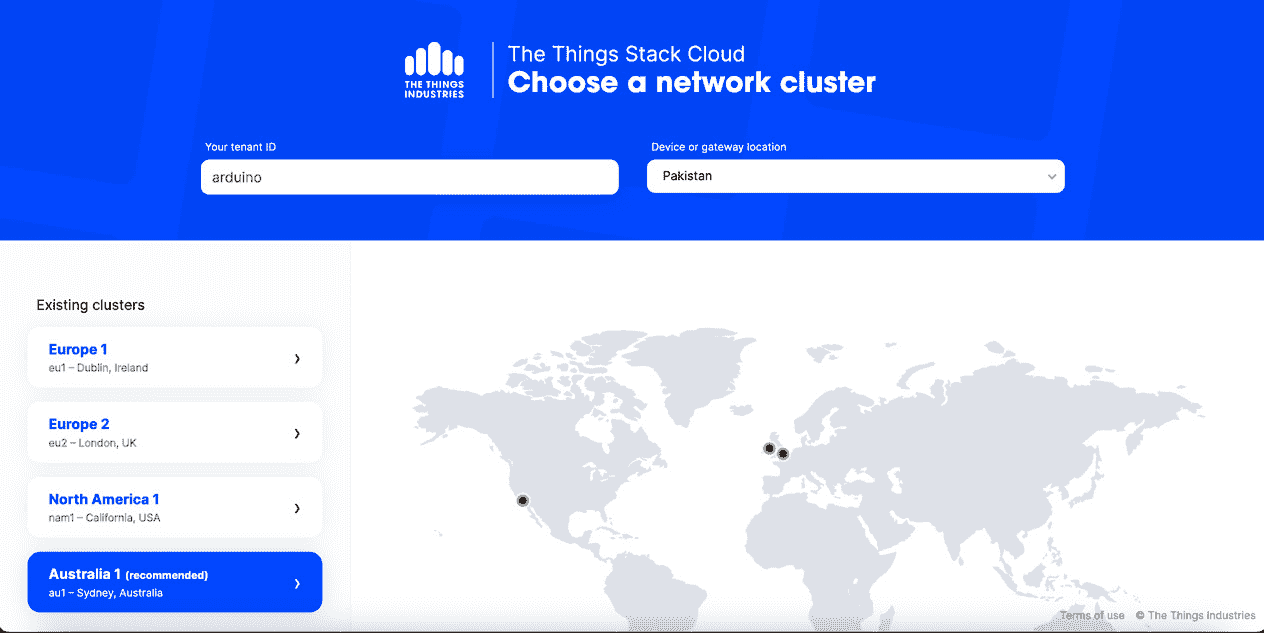 THE THINGS
INDUSTRIES
The Things Stack Cloud
Choose a network cluster
Your tenant ID
arduino
Device or gateway location
Pakistan
Existing clusters
Europe 1
eu1 – Dublin, Ireland
Europe 2
eu2 – London, UK
North America 1
nam1 – California, USA
Australia 1 (recommended)
au1 – Sydney, Australia
Terms of use © The Things Industries